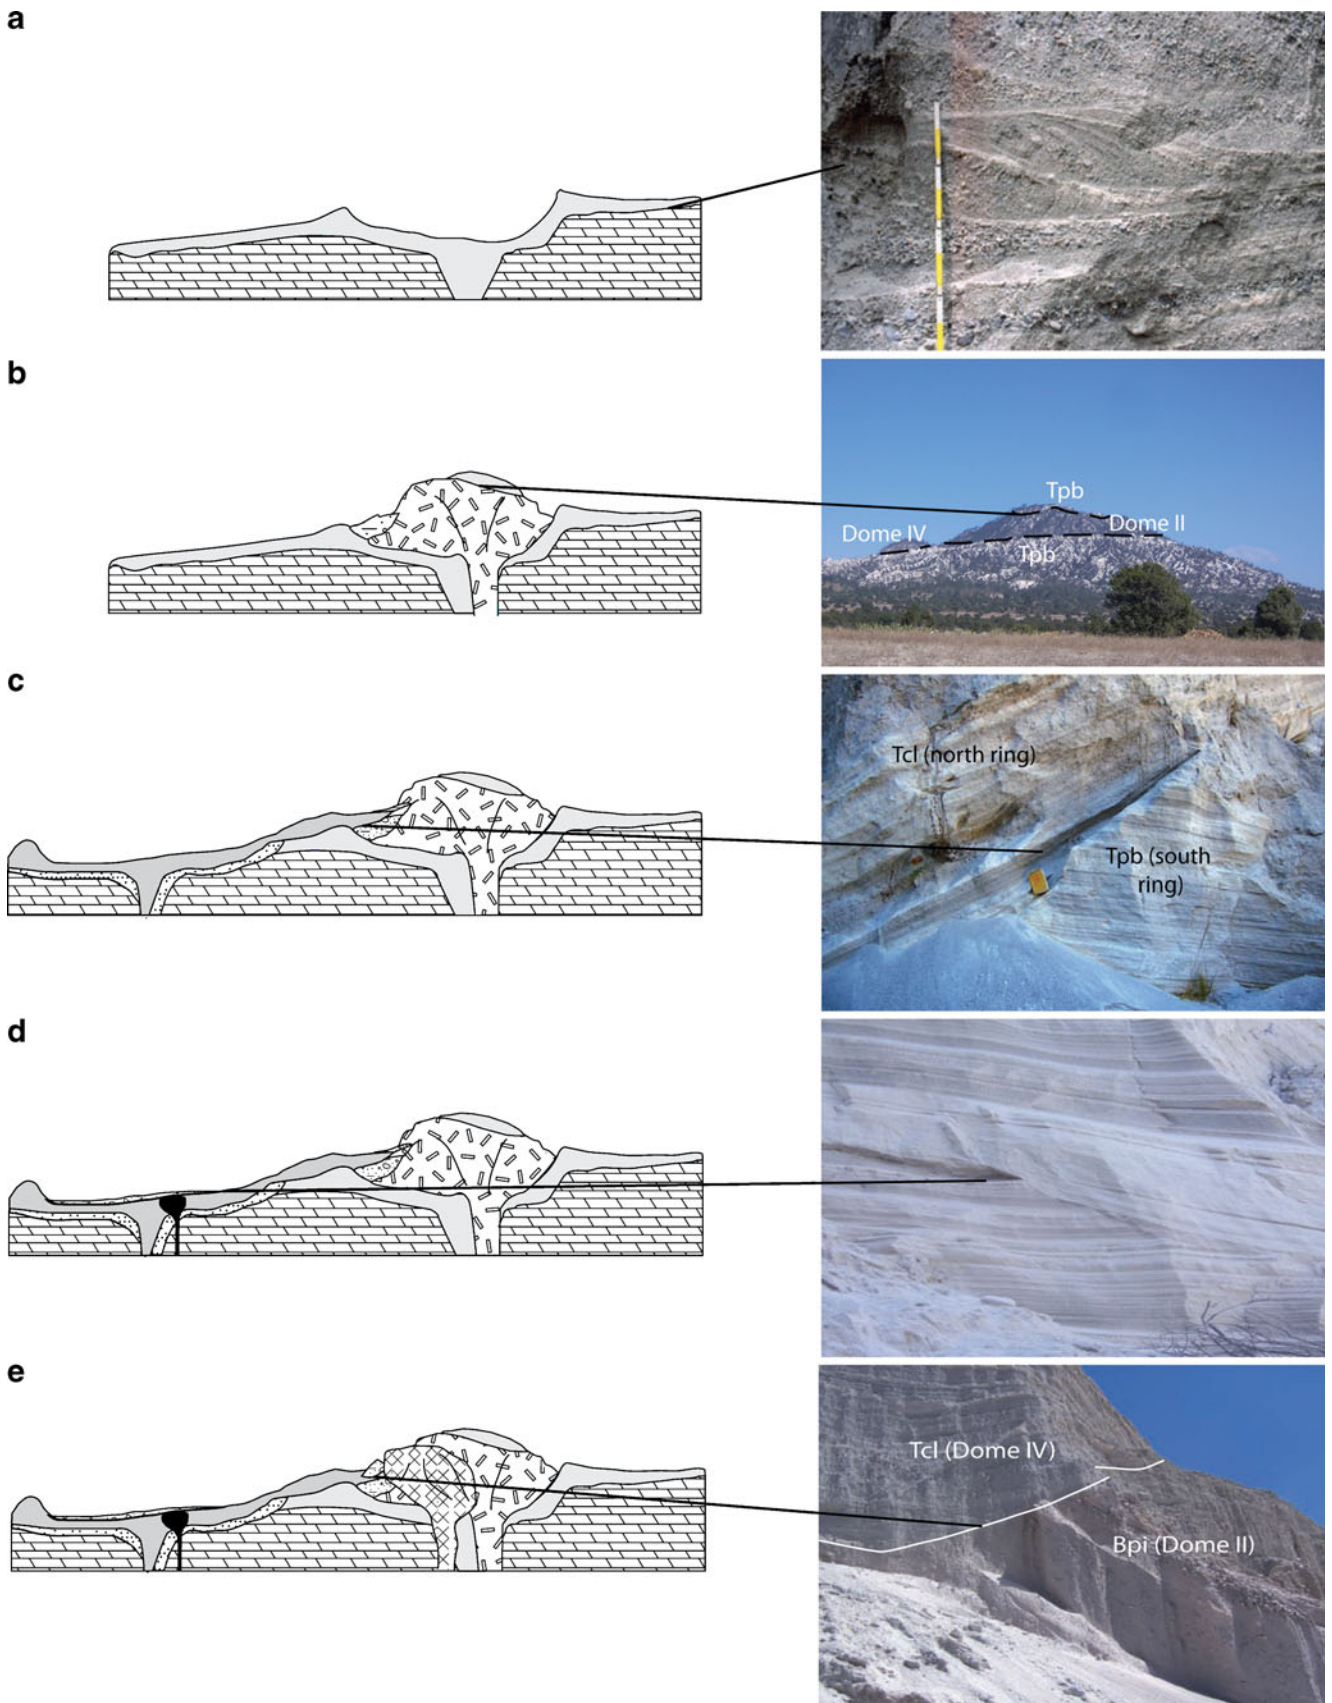 a
b
Tpb
Dome IV
Dome II
Tpb
c
Tcl (north ring)
Tpb (south
ring)
d
e
Tcl (Dome IV)
Bpi (Dome II)